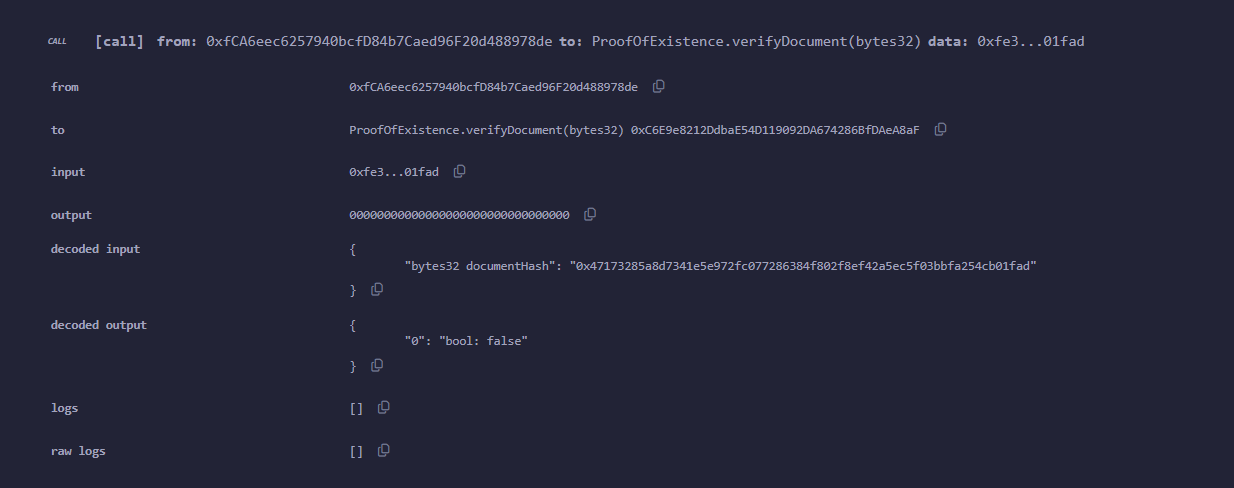 CALL [call] from: 0xfCA6eec6257940bcfD84b7Caed96F20d488978de to: ProofOfExistence.verifyDocument(bytes32) data: 0xfe3...01fad
from 0xfCA6eec6257940bcfD84b7Caed96F20d488978de
to ProofOfExistence.verifyDocument(bytes32) 0xC6E9e8212DdbaE54D119092DA674286BfDAeA8aF
input 0xfe3...01fad
output 00000000000000000000000000000000
decoded input {
"bytes32 documentHash": "0x47173285a8d7341e5e972fc077286384f802f8ef42a5ec5f03bbfa254cb01fad"
}
decoded output {
"0": "bool: false"
}
logs []
raw logs []